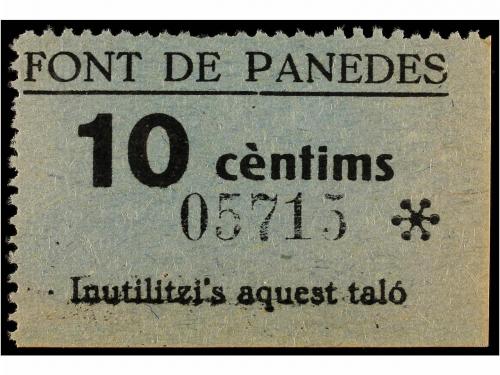 FONT DE PANEDES
10 cèntims
05715
Inutilitzi's aquest taló